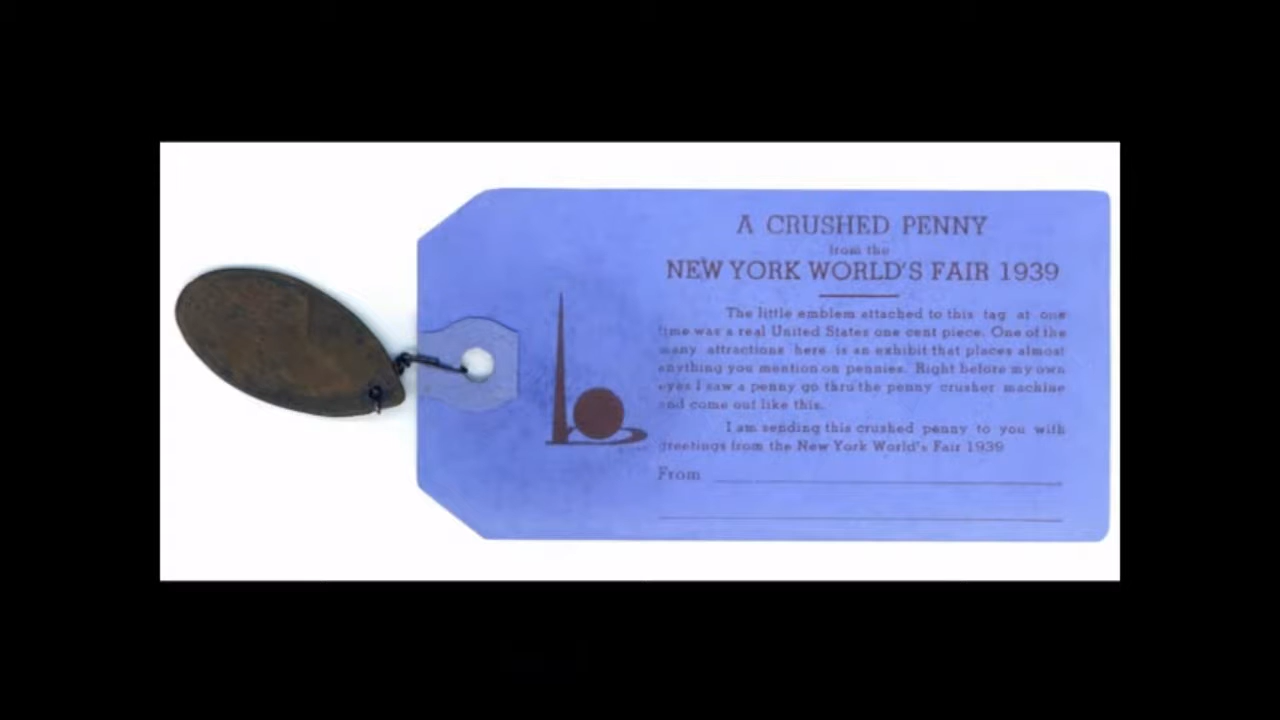 A CRUSHED PENNY
from the
NEW YORK WORLD'S FAIR 1939
The little emblem attached to this tag at one
time was a real United States one cent piece. One of the
many attractions here is an exhibit that places almost
anything you mention on pennies. Right before my own
eyes I saw a penny go thru the penny crusher machine
and come out like this.
I am sending this crushed penny to you with
greetings from the New York World's Fair 1939
From